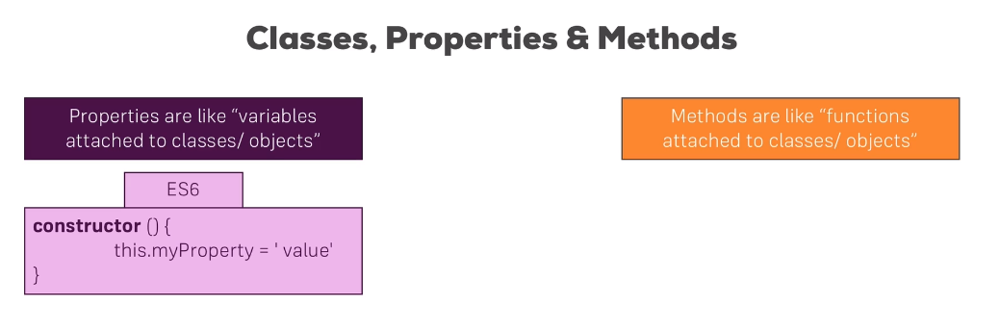 Classes, Properties & Methods
Properties are like “variables
attached to classes/ objects”
Methods are like “functions
attached to classes/ objects”
ES6
constructor () {
this.myProperty = ' value'
}